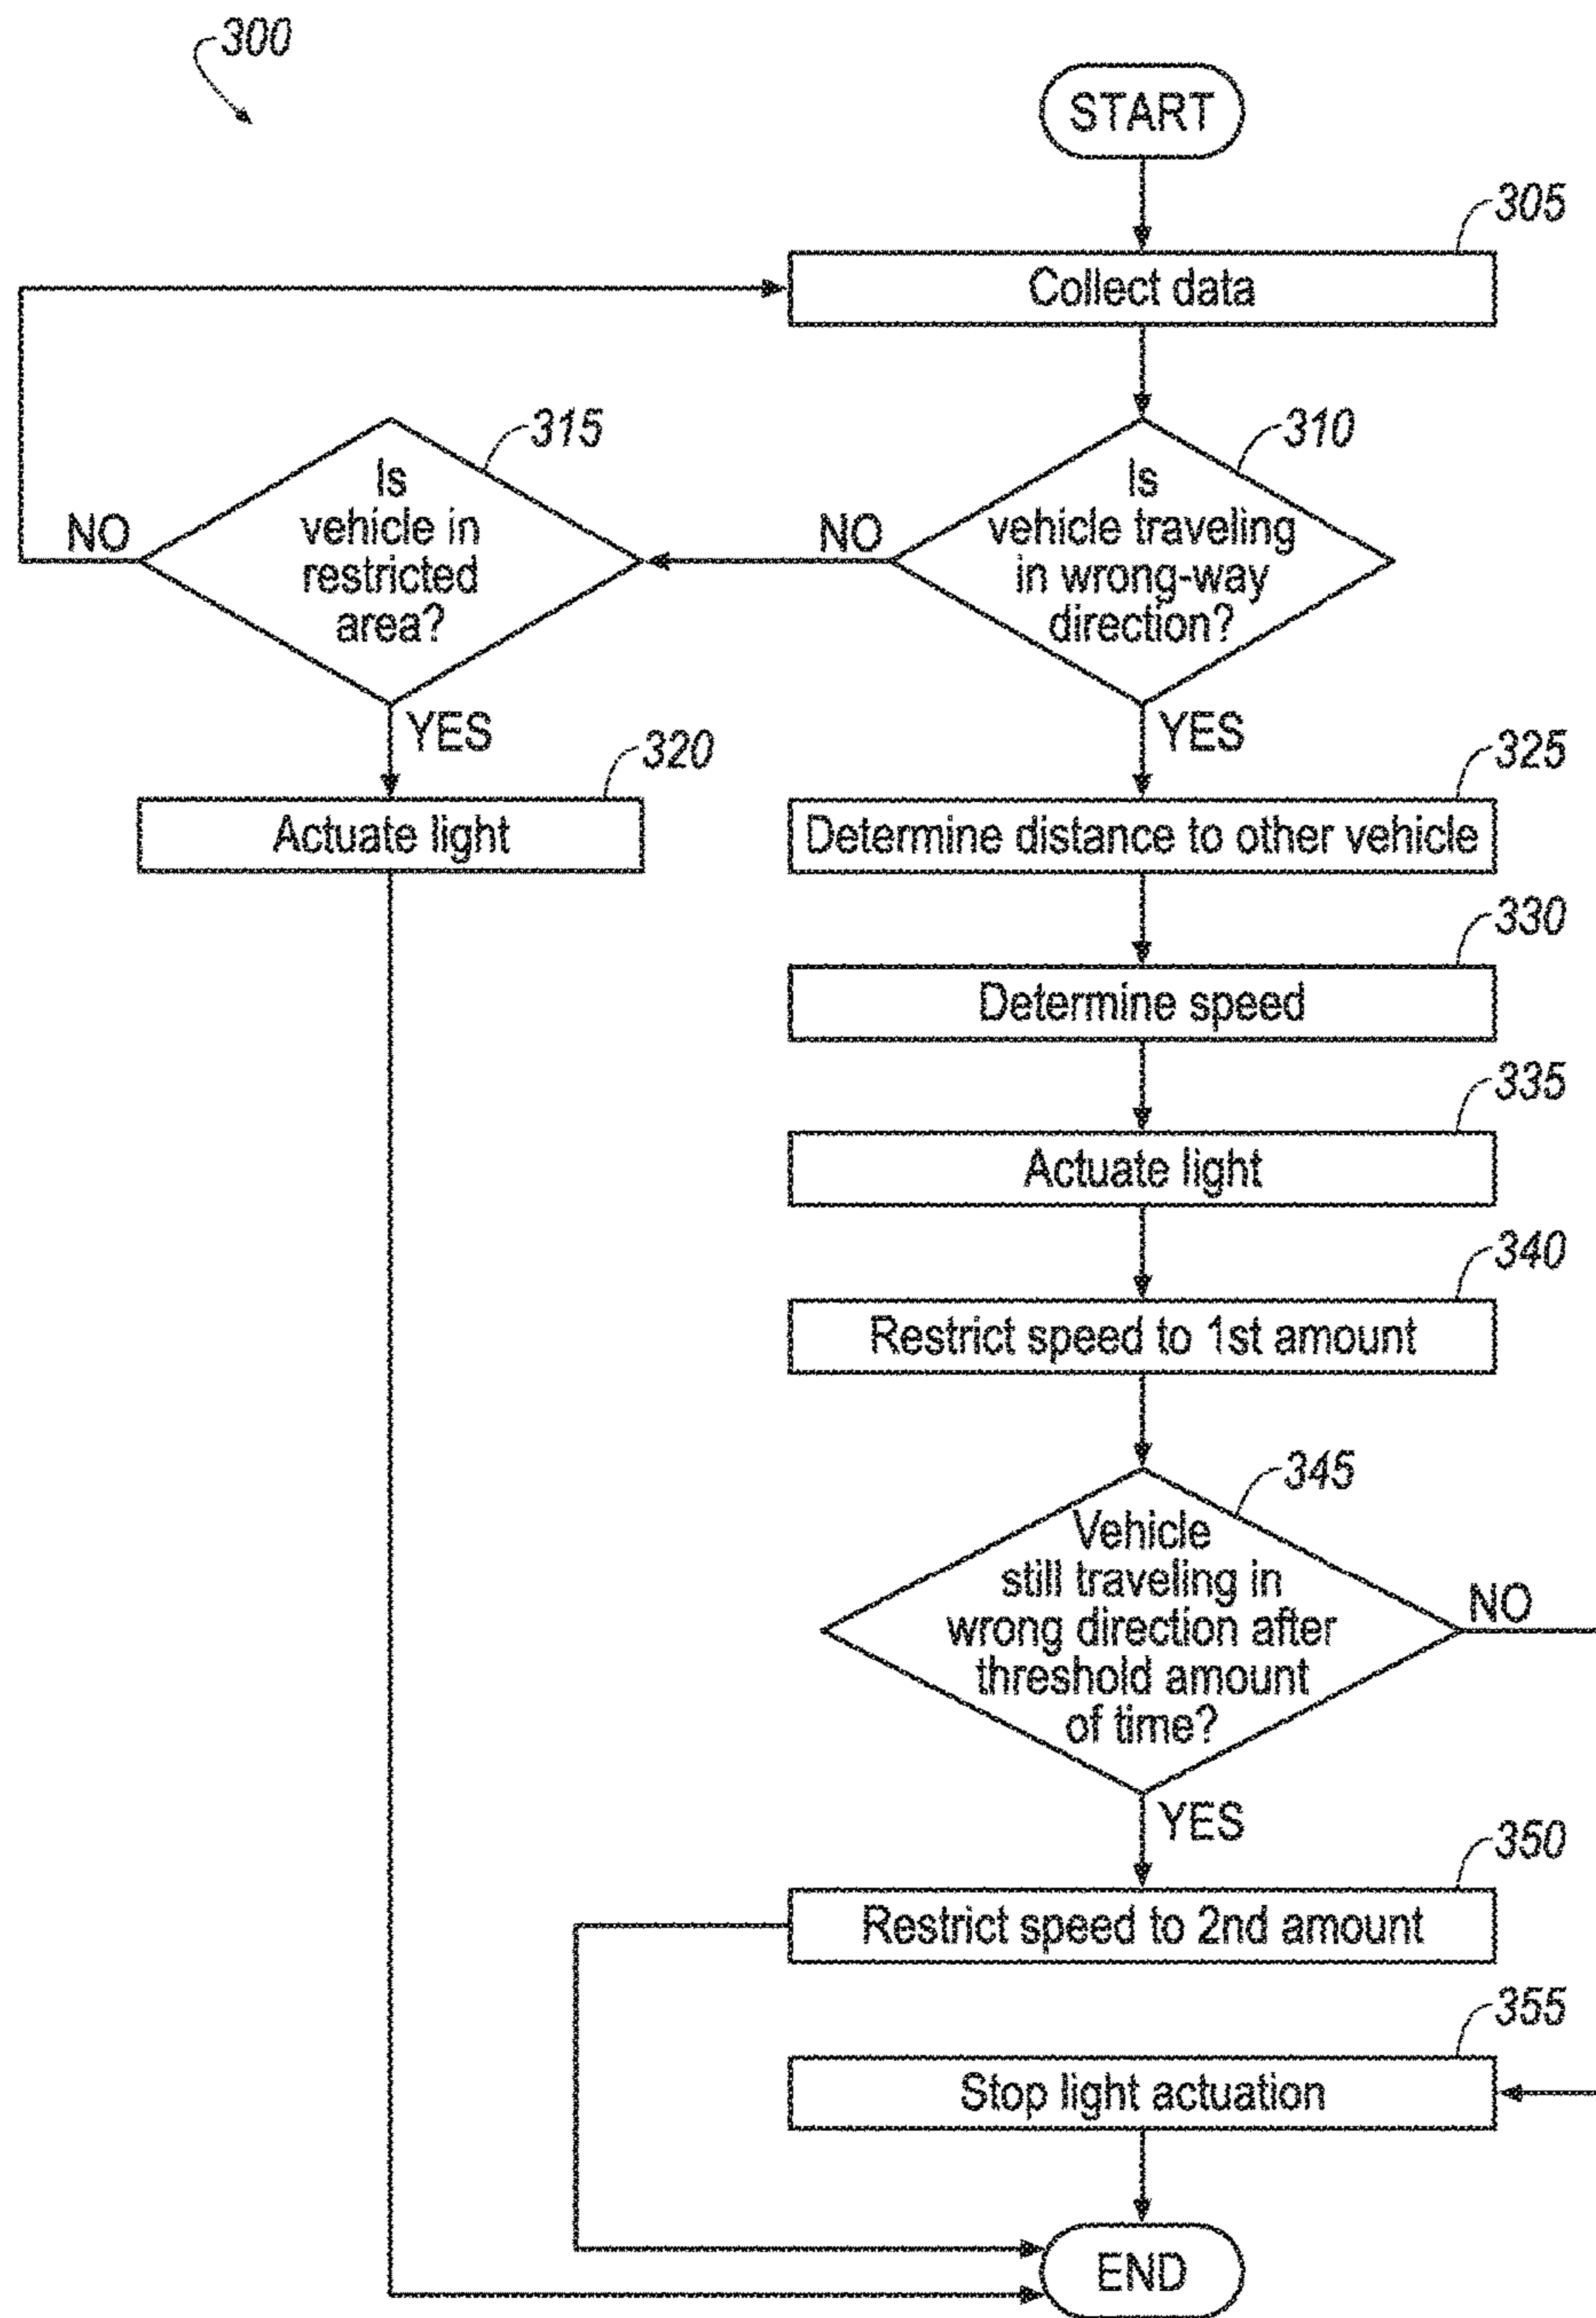 300
START
305
Collect data
315
310
Is
vehicle in
restricted
area?
NO
Is
vehicle traveling
in wrong-way
direction?
NO
YES
YES
320
Actuate light
325
Determine distance to other vehicle
330
Determine speed
335
Actuate light
340
Restrict speed to 1st amount
345
Vehicle
still traveling in
wrong direction after
threshold amount
of time?
NO
YES
350
Restrict speed to 2nd amount
355
Stop light actuation
END